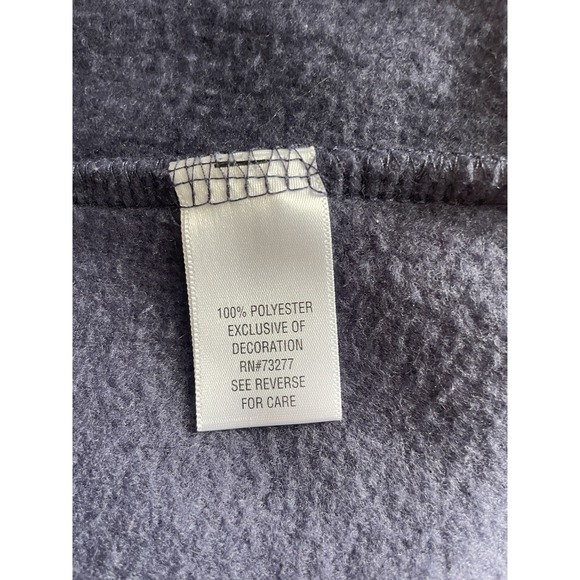 100% POLYESTER
EXCLUSIVE OF
DECORATION
RN#73277
SEE REVERSE
FOR CARE